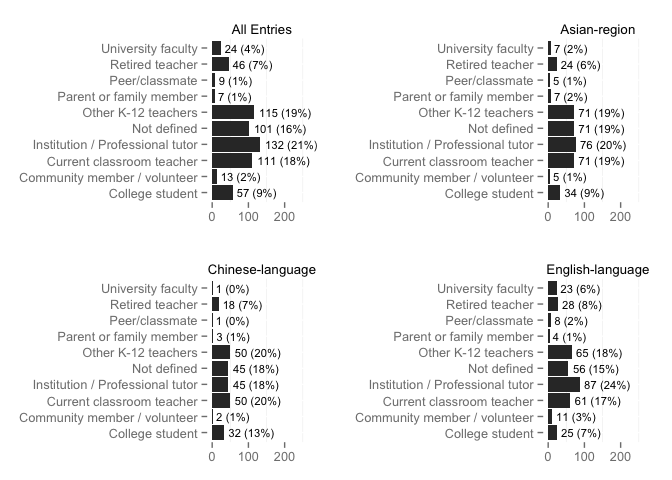 All Entries
University faculty 24 (4%)
Retired teacher 46 (7%)
Peer/classmate 9 (1%)
Parent or family member 7 (1%)
Other K-12 teachers 115 (19%)
Not defined 101 (16%)
Institution / Professional tutor 132 (21%)
Current classroom teacher 111 (18%)
Community member / volunteer 13 (2%)
College student 57 (9%)
0 100 200
Asian-region
University faculty 7 (2%)
Retired teacher 24 (6%)
Peer/classmate 5 (1%)
Parent or family member 7 (2%)
Other K-12 teachers 71 (19%)
Not defined 71 (19%)
Institution / Professional tutor 76 (20%)
Current classroom teacher 71 (19%)
Community member / volunteer 5 (1%)
College student 34 (9%)
0 100 200
Chinese-language
University faculty 1 (0%)
Retired teacher 18 (7%)
Peer/classmate 1 (0%)
Parent or family member 3 (1%)
Other K-12 teachers 50 (20%)
Not defined 45 (18%)
Institution / Professional tutor 45 (18%)
Current classroom teacher 50 (20%)
Community member / volunteer 2 (1%)
College student 32 (13%)
0 100 200
English-language
University faculty 23 (6%)
Retired teacher 28 (8%)
Peer/classmate 8 (2%)
Parent or family member 4 (1%)
Other K-12 teachers 65 (18%)
Not defined 56 (15%)
Institution / Professional tutor 87 (24%)
Current classroom teacher 61 (17%)
Community member / volunteer 11 (3%)
College student 25 (7%)
0 100 200